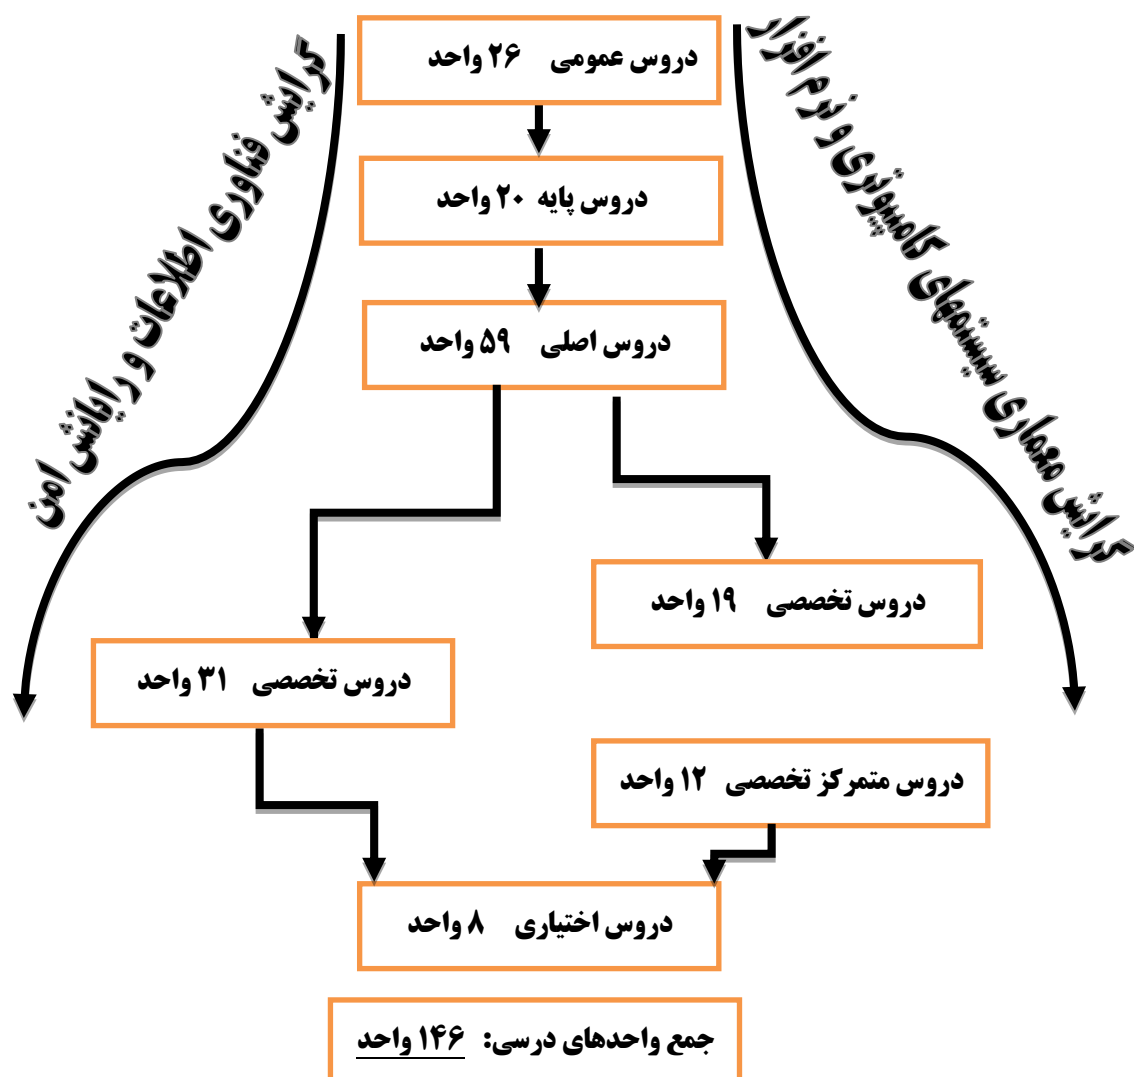 گرایش معماری سیستمهای کامپیوتری و نرم افزار
گرایش فناوری اطلاعات و رایانش امن
دروس عمومی ۲۶ واحد
دروس پایه ۲۰ واحد
دروس اصلی ۵۹ واحد
دروس تخصصی ۱۹ واحد
دروس تخصصی ۳۱ واحد
دروس متمرکز تخصصی ۱۲ واحد
دروس اختیاری ۸ واحد
جمع واحدهای درسی: ۱۴۶ واحد